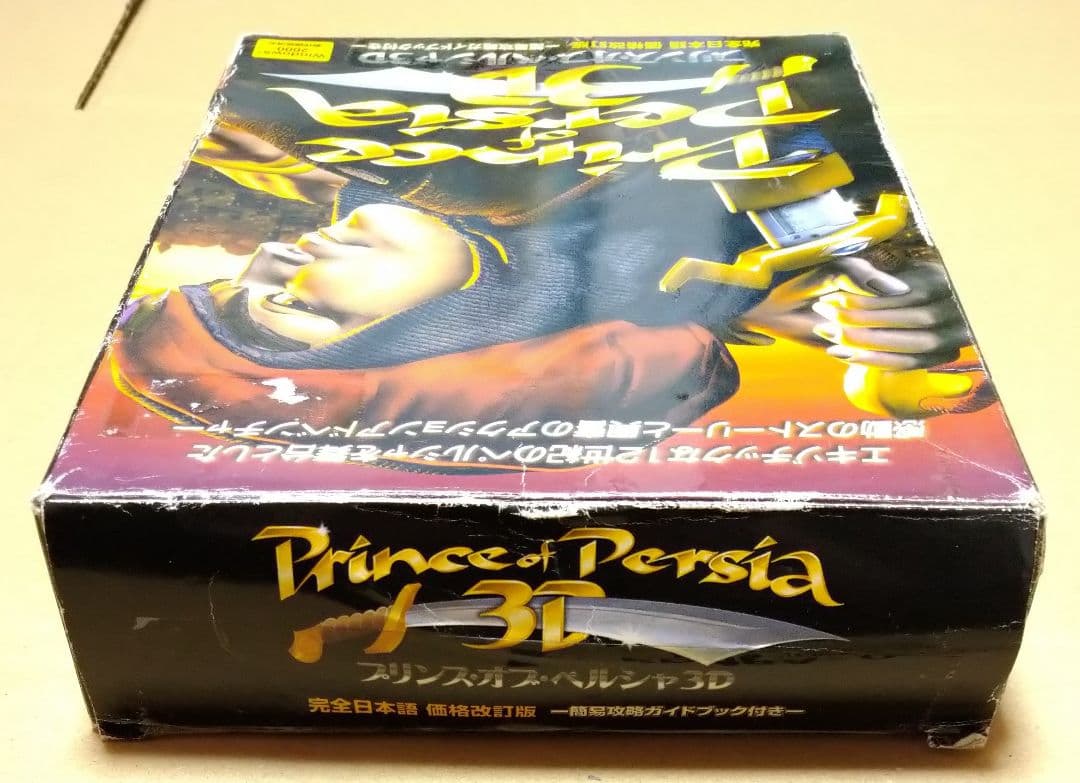 エキゾチックな12世紀のペルシャを舞台とした
感動のストーリーと興奮のアクションアドベンチャー
Prince
of
Persia
3D
プリンス・オブ・ペルシャ3D
完全日本語 価格改訂版 ー簡易攻略ガイドブック付きー
Windows
2000
Prince of Persia
3D
プリンス・オブ・ペルシャ3D
完全日本語 価格改訂版 ー簡易攻略ガイドブック付きー